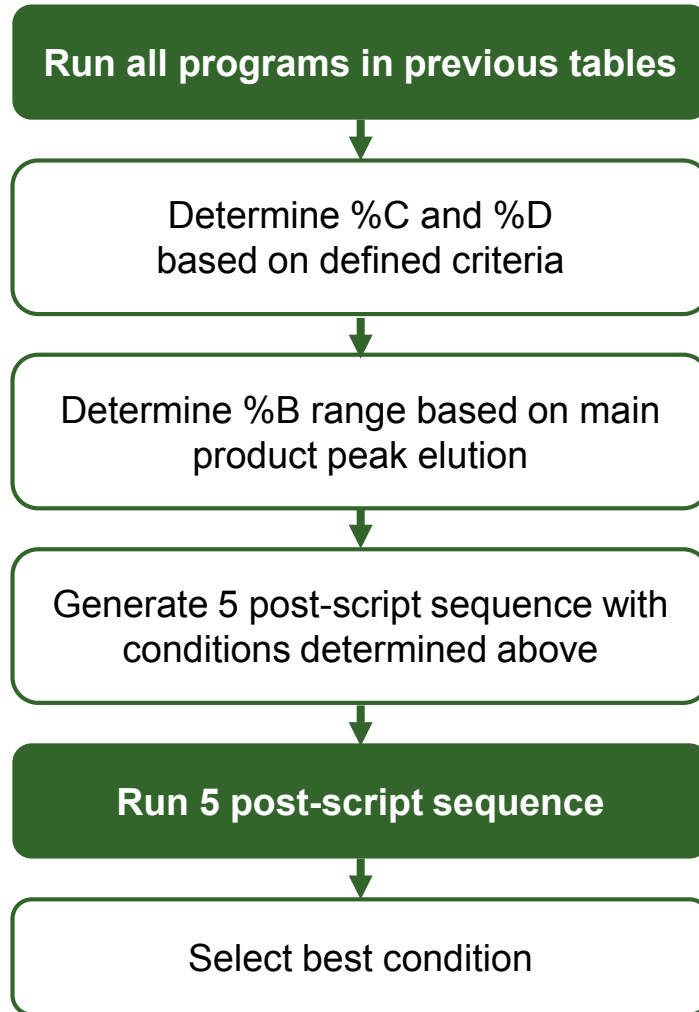 Run all programs in previous tables
Determine %C and %D
based on defined criteria
Determine %B range based on main
product peak elution
Generate 5 post-script sequence with
conditions determined above
Run 5 post-script sequence
Select best condition